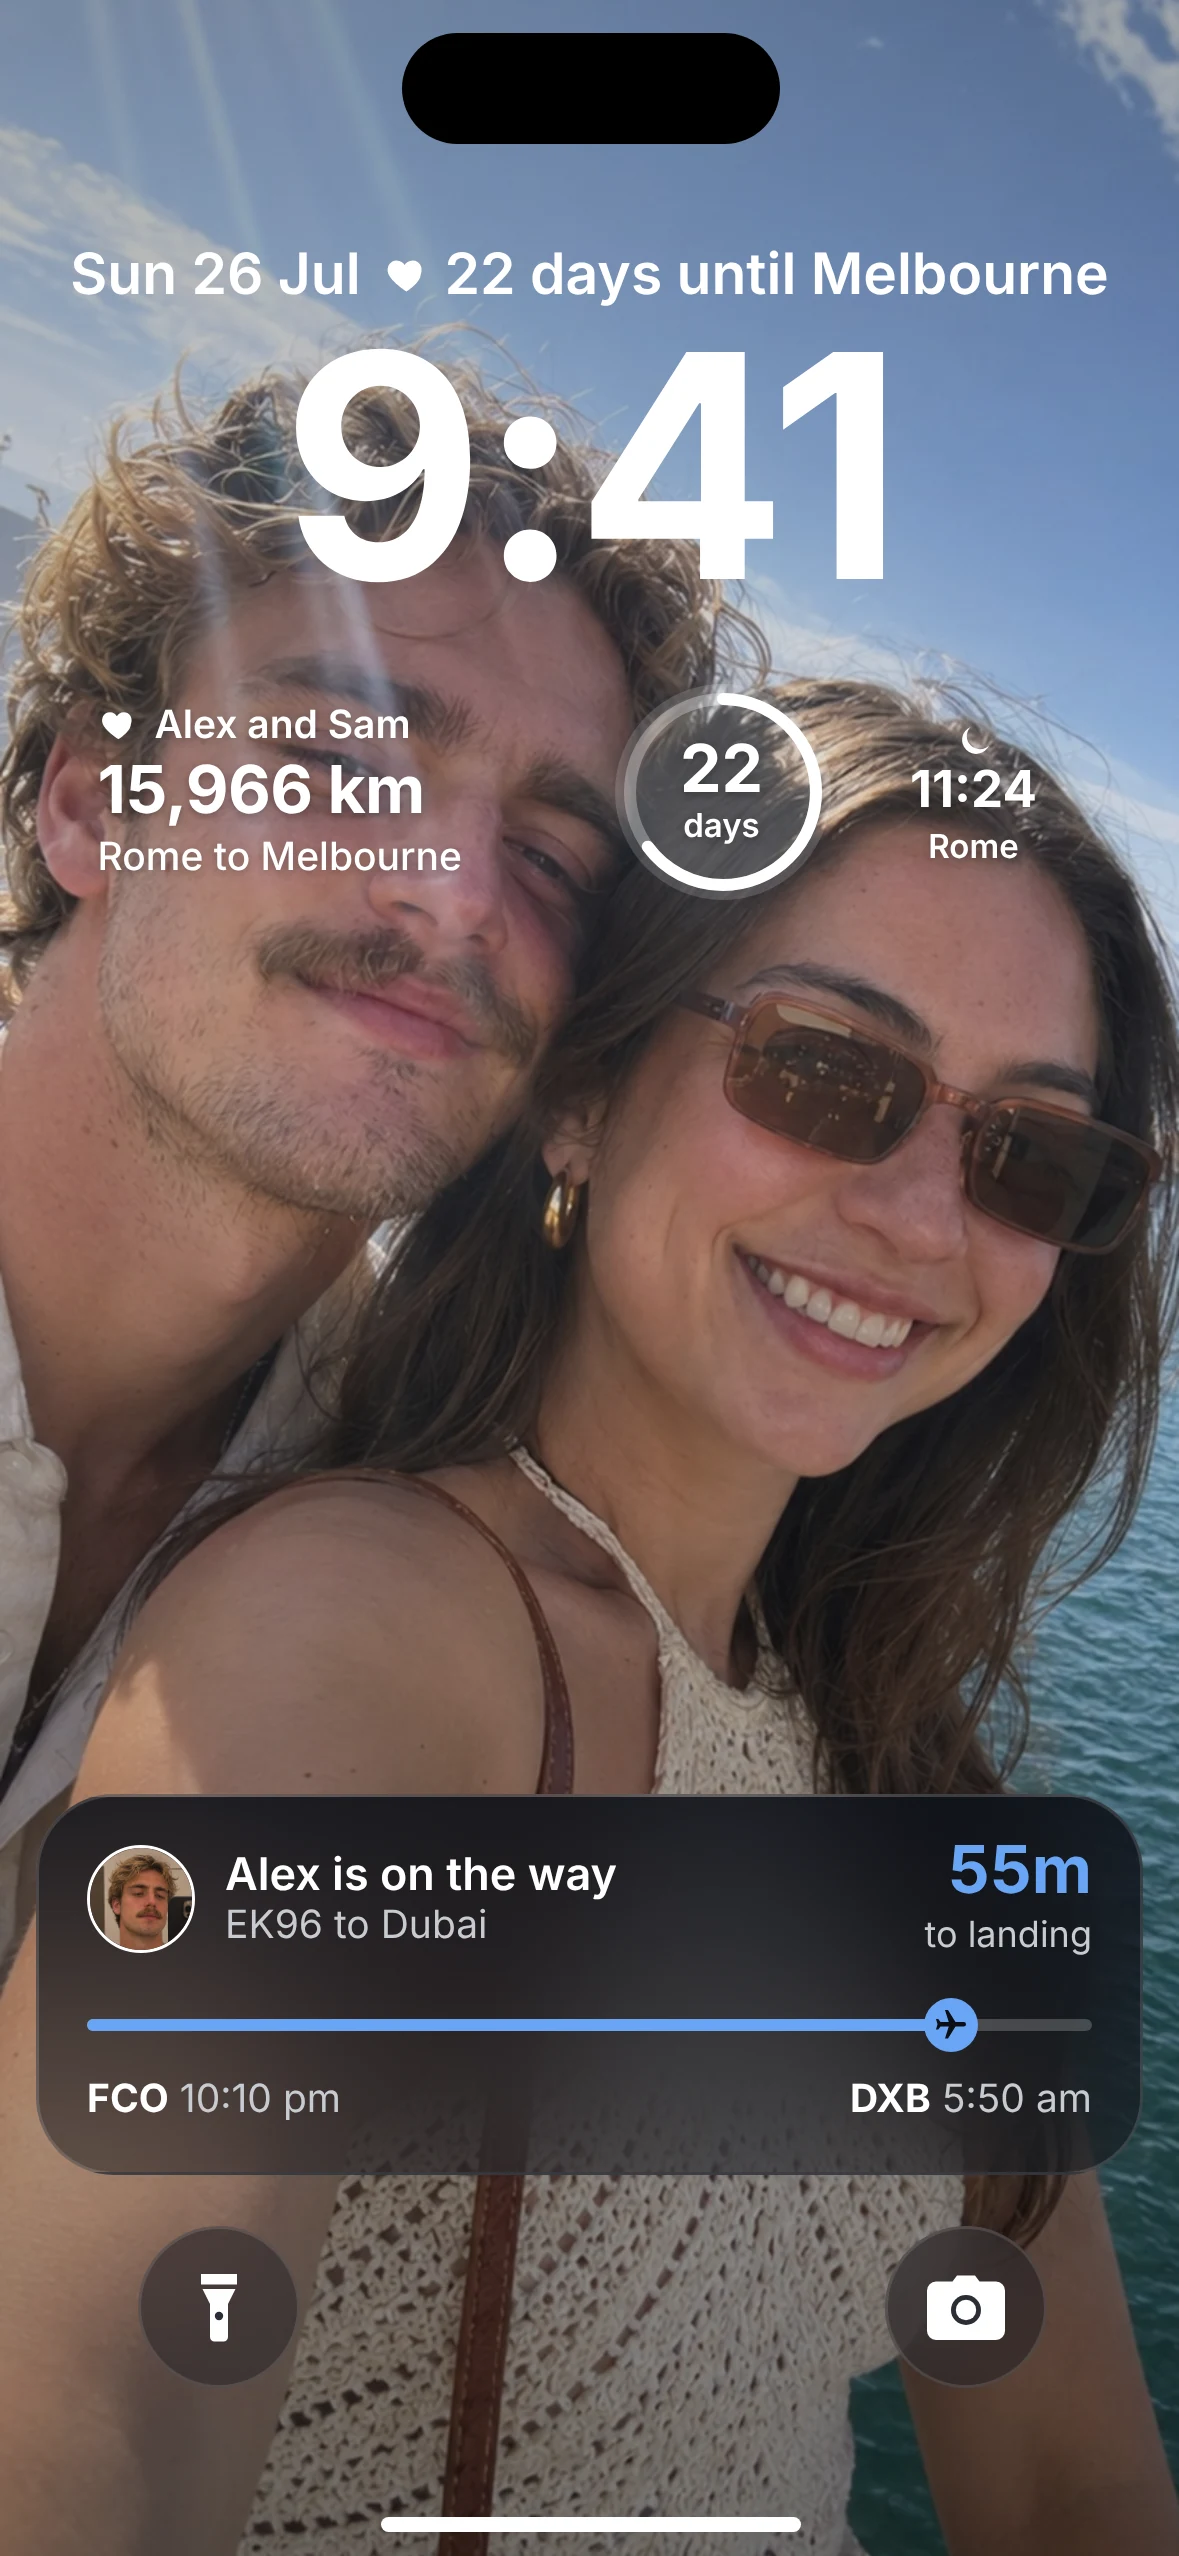 Sun 26 Jul ♥ 22 days until Melbourne
9:41
Alex and Sam
15,966 km
Rome to Melbourne
22
days
11:24
Rome
Alex is on the way
EK96 to Dubai
55m
to landing
FCO 10:10 pm
DXB 5:50 am